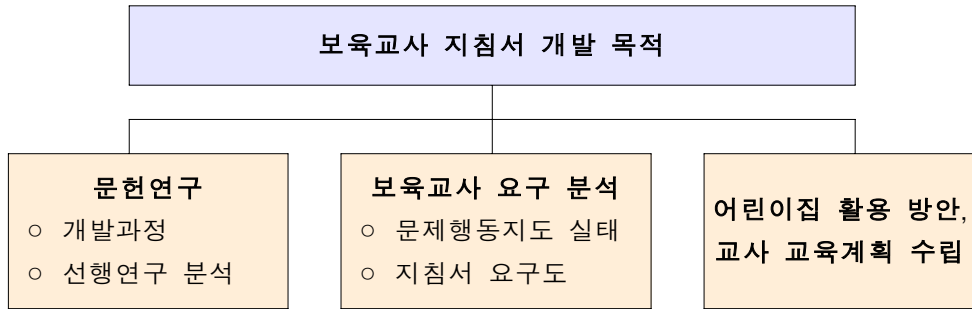 보육교사 지침서 개발 목적
문헌연구
○ 개발과정
○ 선행연구 분석
보육교사 요구 분석
○ 문제행동지도 실태
○ 지침서 요구도
어린이집 활용 방안,
교사 교육계획 수립